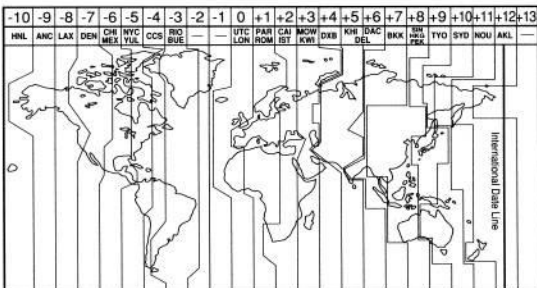 -10 -9 -8 -7 -6 -5 -4 -3 -2 -1 0 +1 +2 +3 +4 +5 +6 +7 +8 +9 +10 +11 +12 +13
HNL ANC LAX DEN CHI MEX NYC YUL CCS RIO BUE — — UTC LON PAR ROM CAI IST MOW KWI DXB KHI DEL DAC BKK SIN HKG PEK TYO SYD NOU AKL —
International Date Line